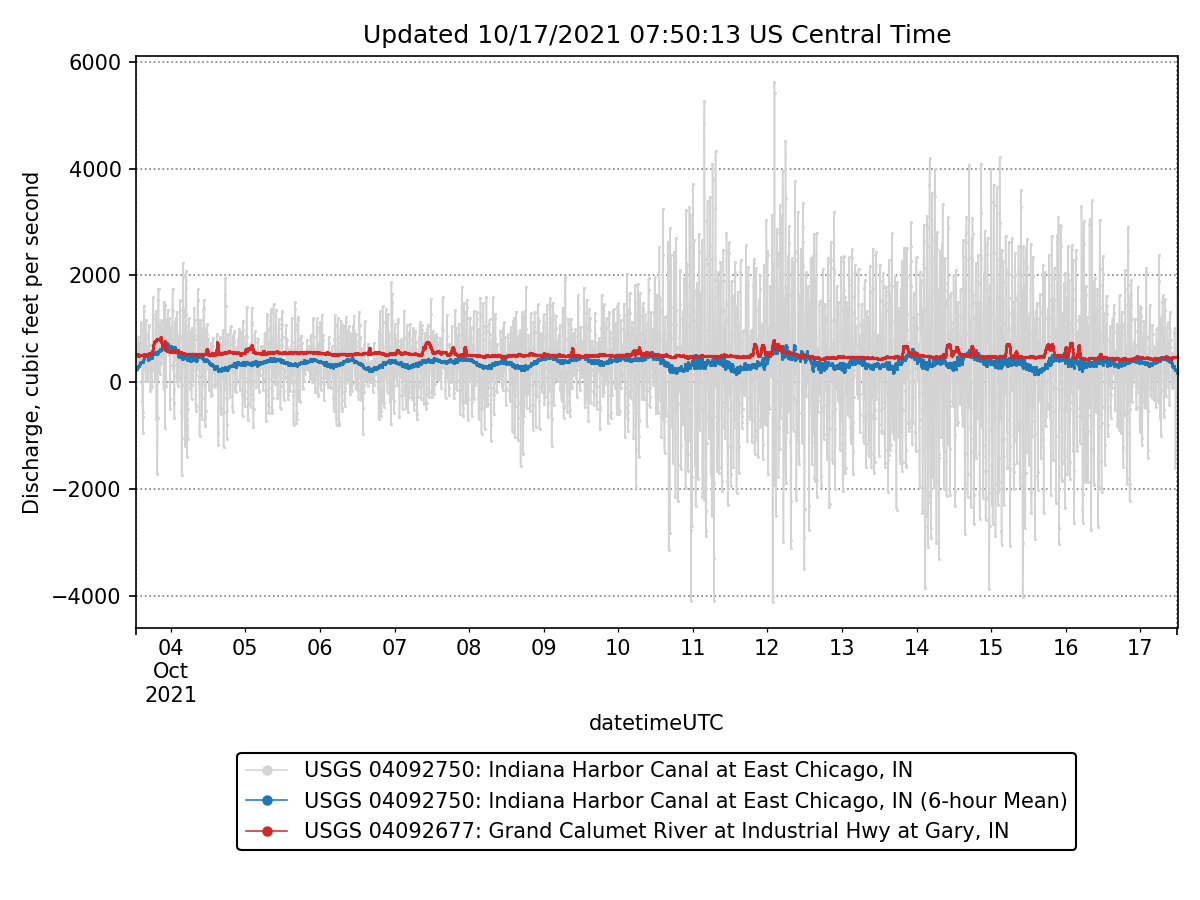 Updated 10/17/2021 07:50:13 US Central Time
6000
4000
2000
0
−2000
−4000
Discharge, cubic feet per second
04 05 06 07 08 09 10 11 12 13 14 15 16 17
Oct
2021
datetimeUTC
USGS 04092750: Indiana Harbor Canal at East Chicago, IN
USGS 04092750: Indiana Harbor Canal at East Chicago, IN (6-hour Mean)
USGS 04092677: Grand Calumet River at Industrial Hwy at Gary, IN